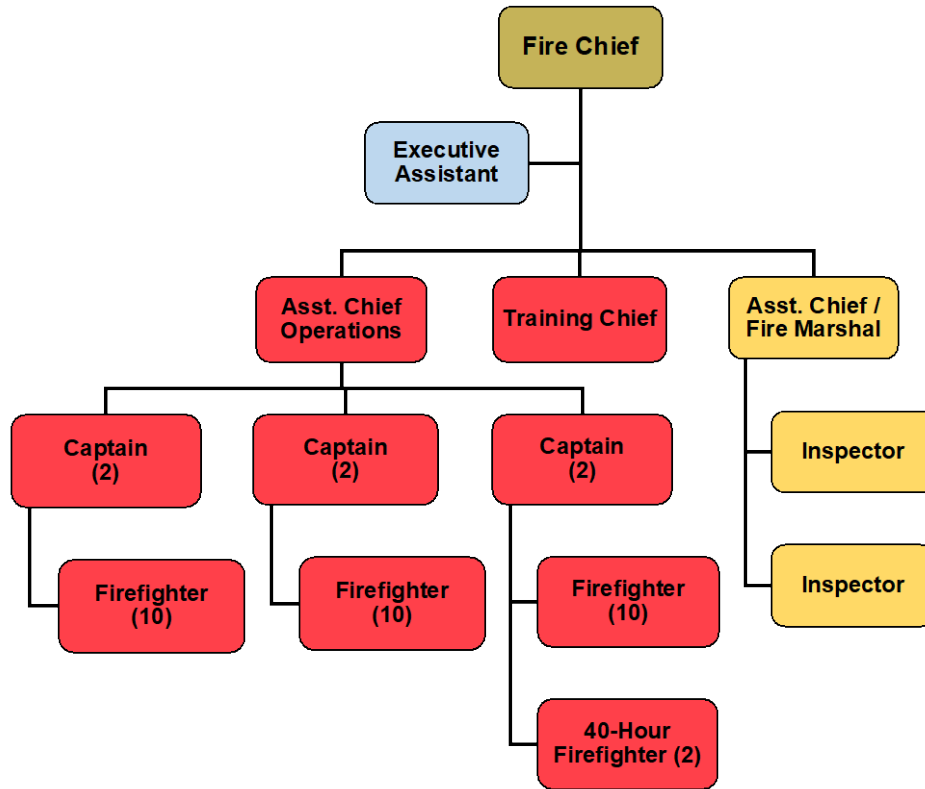 Fire Chief
Executive
Assistant
Asst. Chief
Operations
Training Chief
Asst. Chief /
Fire Marshal
Captain
(2)
Captain
(2)
Captain
(2)
Inspector
Firefighter
(10)
Firefighter
(10)
Firefighter
(10)
Inspector
40-Hour
Firefighter (2)